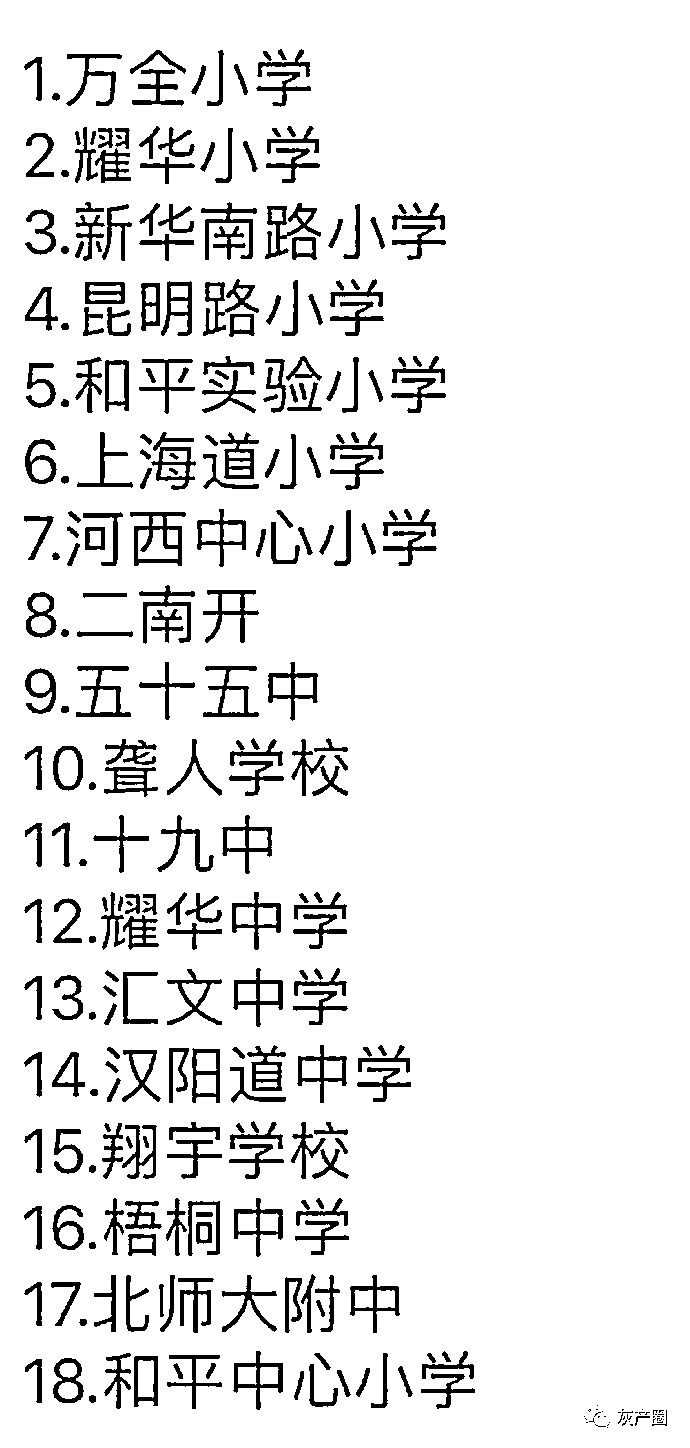 1.万全小学
2.耀华小学
3.新华南路小学
4.昆明路小学
5.和平实验小学
6.上海道小学
7.河西中心小学
8.二南开
9.五十五中
10.聋人学校
11.十九中
12.耀华中学
13.汇文中学
14.汉阳道中学
15.翔宇学校
16.梧桐中学
17.北师大附中
18.和平中心小学
灰产圈